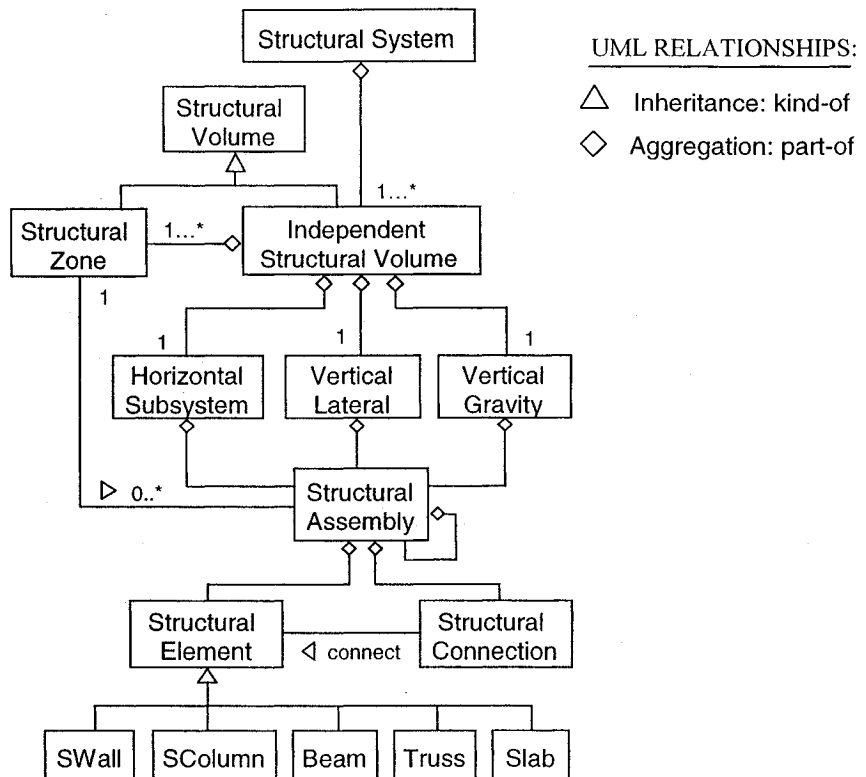 Structural System
UML RELATIONSHIPS:
Inheritance: kind-of
Aggregation: part-of
Structural
Volume
1...*
Structural
Zone
1...*
Independent
Structural Volume
1
1
1
1
Horizontal
Subsystem
Vertical
Lateral
Vertical
Gravity
0..*
Structural
Assembly
Structural
Element
connect
Structural
Connection
SWall
SColumn
Beam
Truss
Slab